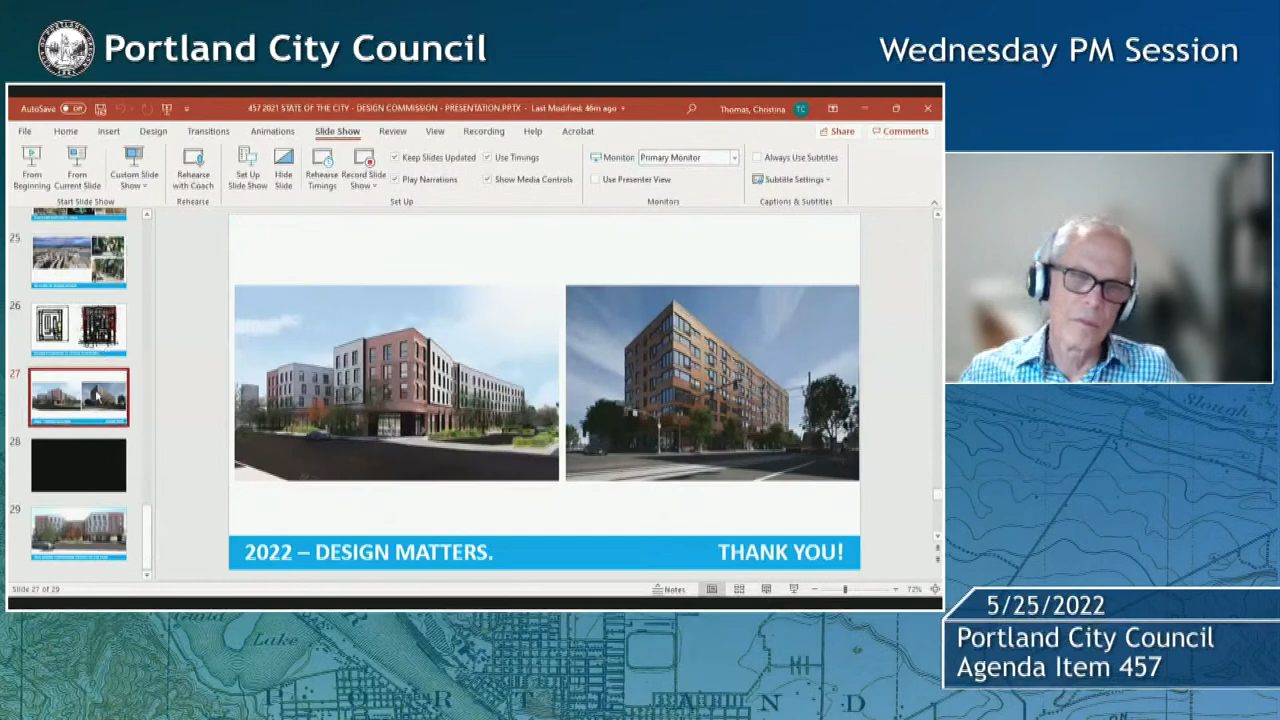 Portland City Council
Wednesday PM Session
AutoSave Off
457 2021 STATE OF THE CITY - DESIGN COMMISSION - PRESENTATION.PPTX - Last Modified: 46m ago
Thomas, Christina
TC
File Home Insert Design Transitions Animations Slide Show Review View Recording Help Acrobat
Share
Comments
From Beginning
From Current Slide
Custom Slide Show
Start Slide Show
Rehearse with Coach
Rehearse
Set Up Slide Show
Hide Slide
Rehearse Timings
Record Slide Show
Keep Slides Updated
Play Narrations
Use Timings
Show Media Controls
Set Up
Monitor: Primary Monitor
Use Presenter View
Monitors
Always Use Subtitles
Subtitle Settings
Captions & Subtitles
25
26
27
28
29
2022 – DESIGN MATTERS.
THANK YOU!
Slide 27 of 29
Notes
72%
Slough
Guild
Lake
P O R T L A N D
5/25/2022
Portland City Council
Agenda Item 457